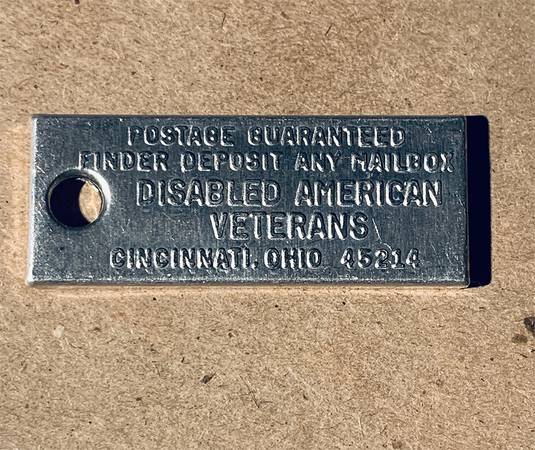 POSTAGE GUARANTEED
FINDER DEPOSIT ANY MAILBOX
DISABLED AMERICAN
VETERANS
CINCINNATI, OHIO 45214